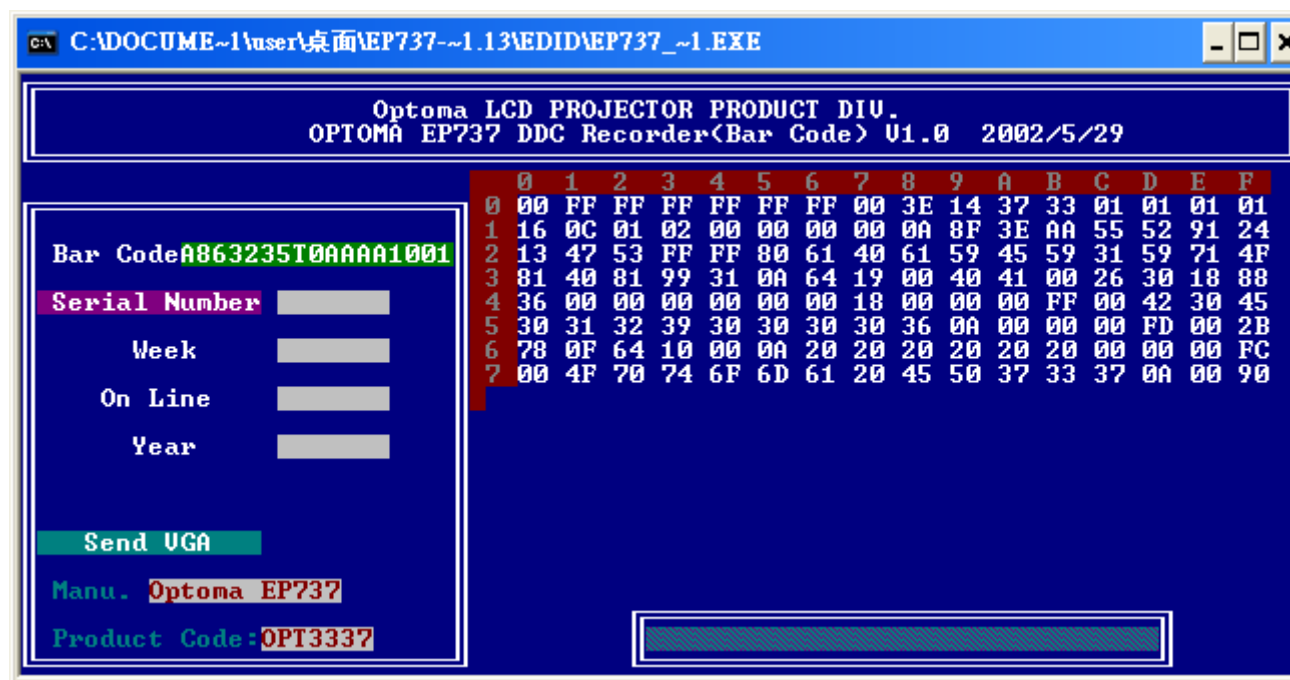 C:\DOCUME~1\user\桌面\EP737-~1.13\EDID\EP737_~1.EXE
Optoma LCD PROJECTOR PRODUCT DIV.
OPTOMA EP737 DDC Recorder(Bar Code) V1.0 2002/5/29
Bar CodeA863235T0AAAA1001
Serial Number
Week
On Line
Year
Send VGA
Manu. Optoma EP737
Product Code:OPT3337
0 1 2 3 4 5 6 7 8 9 A B C D E F
0 00 FF FF FF FF FF FF 00 3E 14 37 33 01 01 01 01
1 16 0C 01 02 00 00 00 00 0A 8F 3E AA 55 52 91 24
2 13 47 53 FF FF 80 61 40 61 59 45 59 31 59 71 4F
3 81 40 81 99 31 0A 64 19 00 40 41 00 26 30 18 88
4 36 00 00 00 00 00 00 18 00 00 00 FF 00 42 30 45
5 30 31 32 39 30 30 30 30 36 0A 00 00 00 FD 00 2B
6 78 0F 64 10 00 0A 20 20 20 20 20 20 00 00 00 FC
7 00 4F 70 74 6F 6D 61 20 45 50 37 33 37 0A 00 90